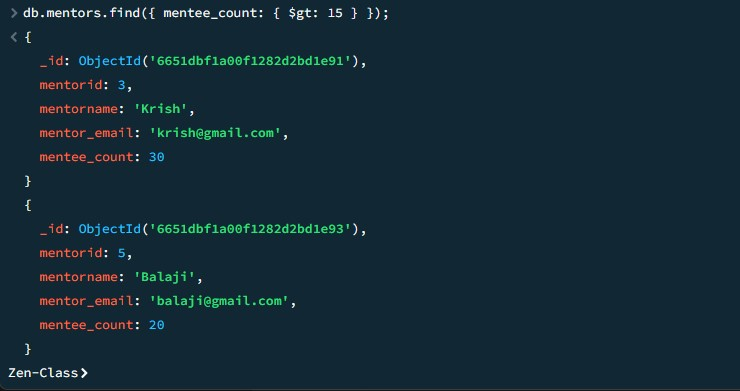 > db.mentors.find({ mentee_count: { $gt: 15 } });
< {
_id: ObjectId('6651dbf1a00f1282d2bd1e91'),
mentorid: 3,
mentorname: 'Krish',
mentor_email: 'krish@gmail.com',
mentee_count: 30
}
{
_id: ObjectId('6651dbf1a00f1282d2bd1e93'),
mentorid: 5,
mentorname: 'Balaji',
mentor_email: 'balaji@gmail.com',
mentee_count: 20
}
Zen-Class>